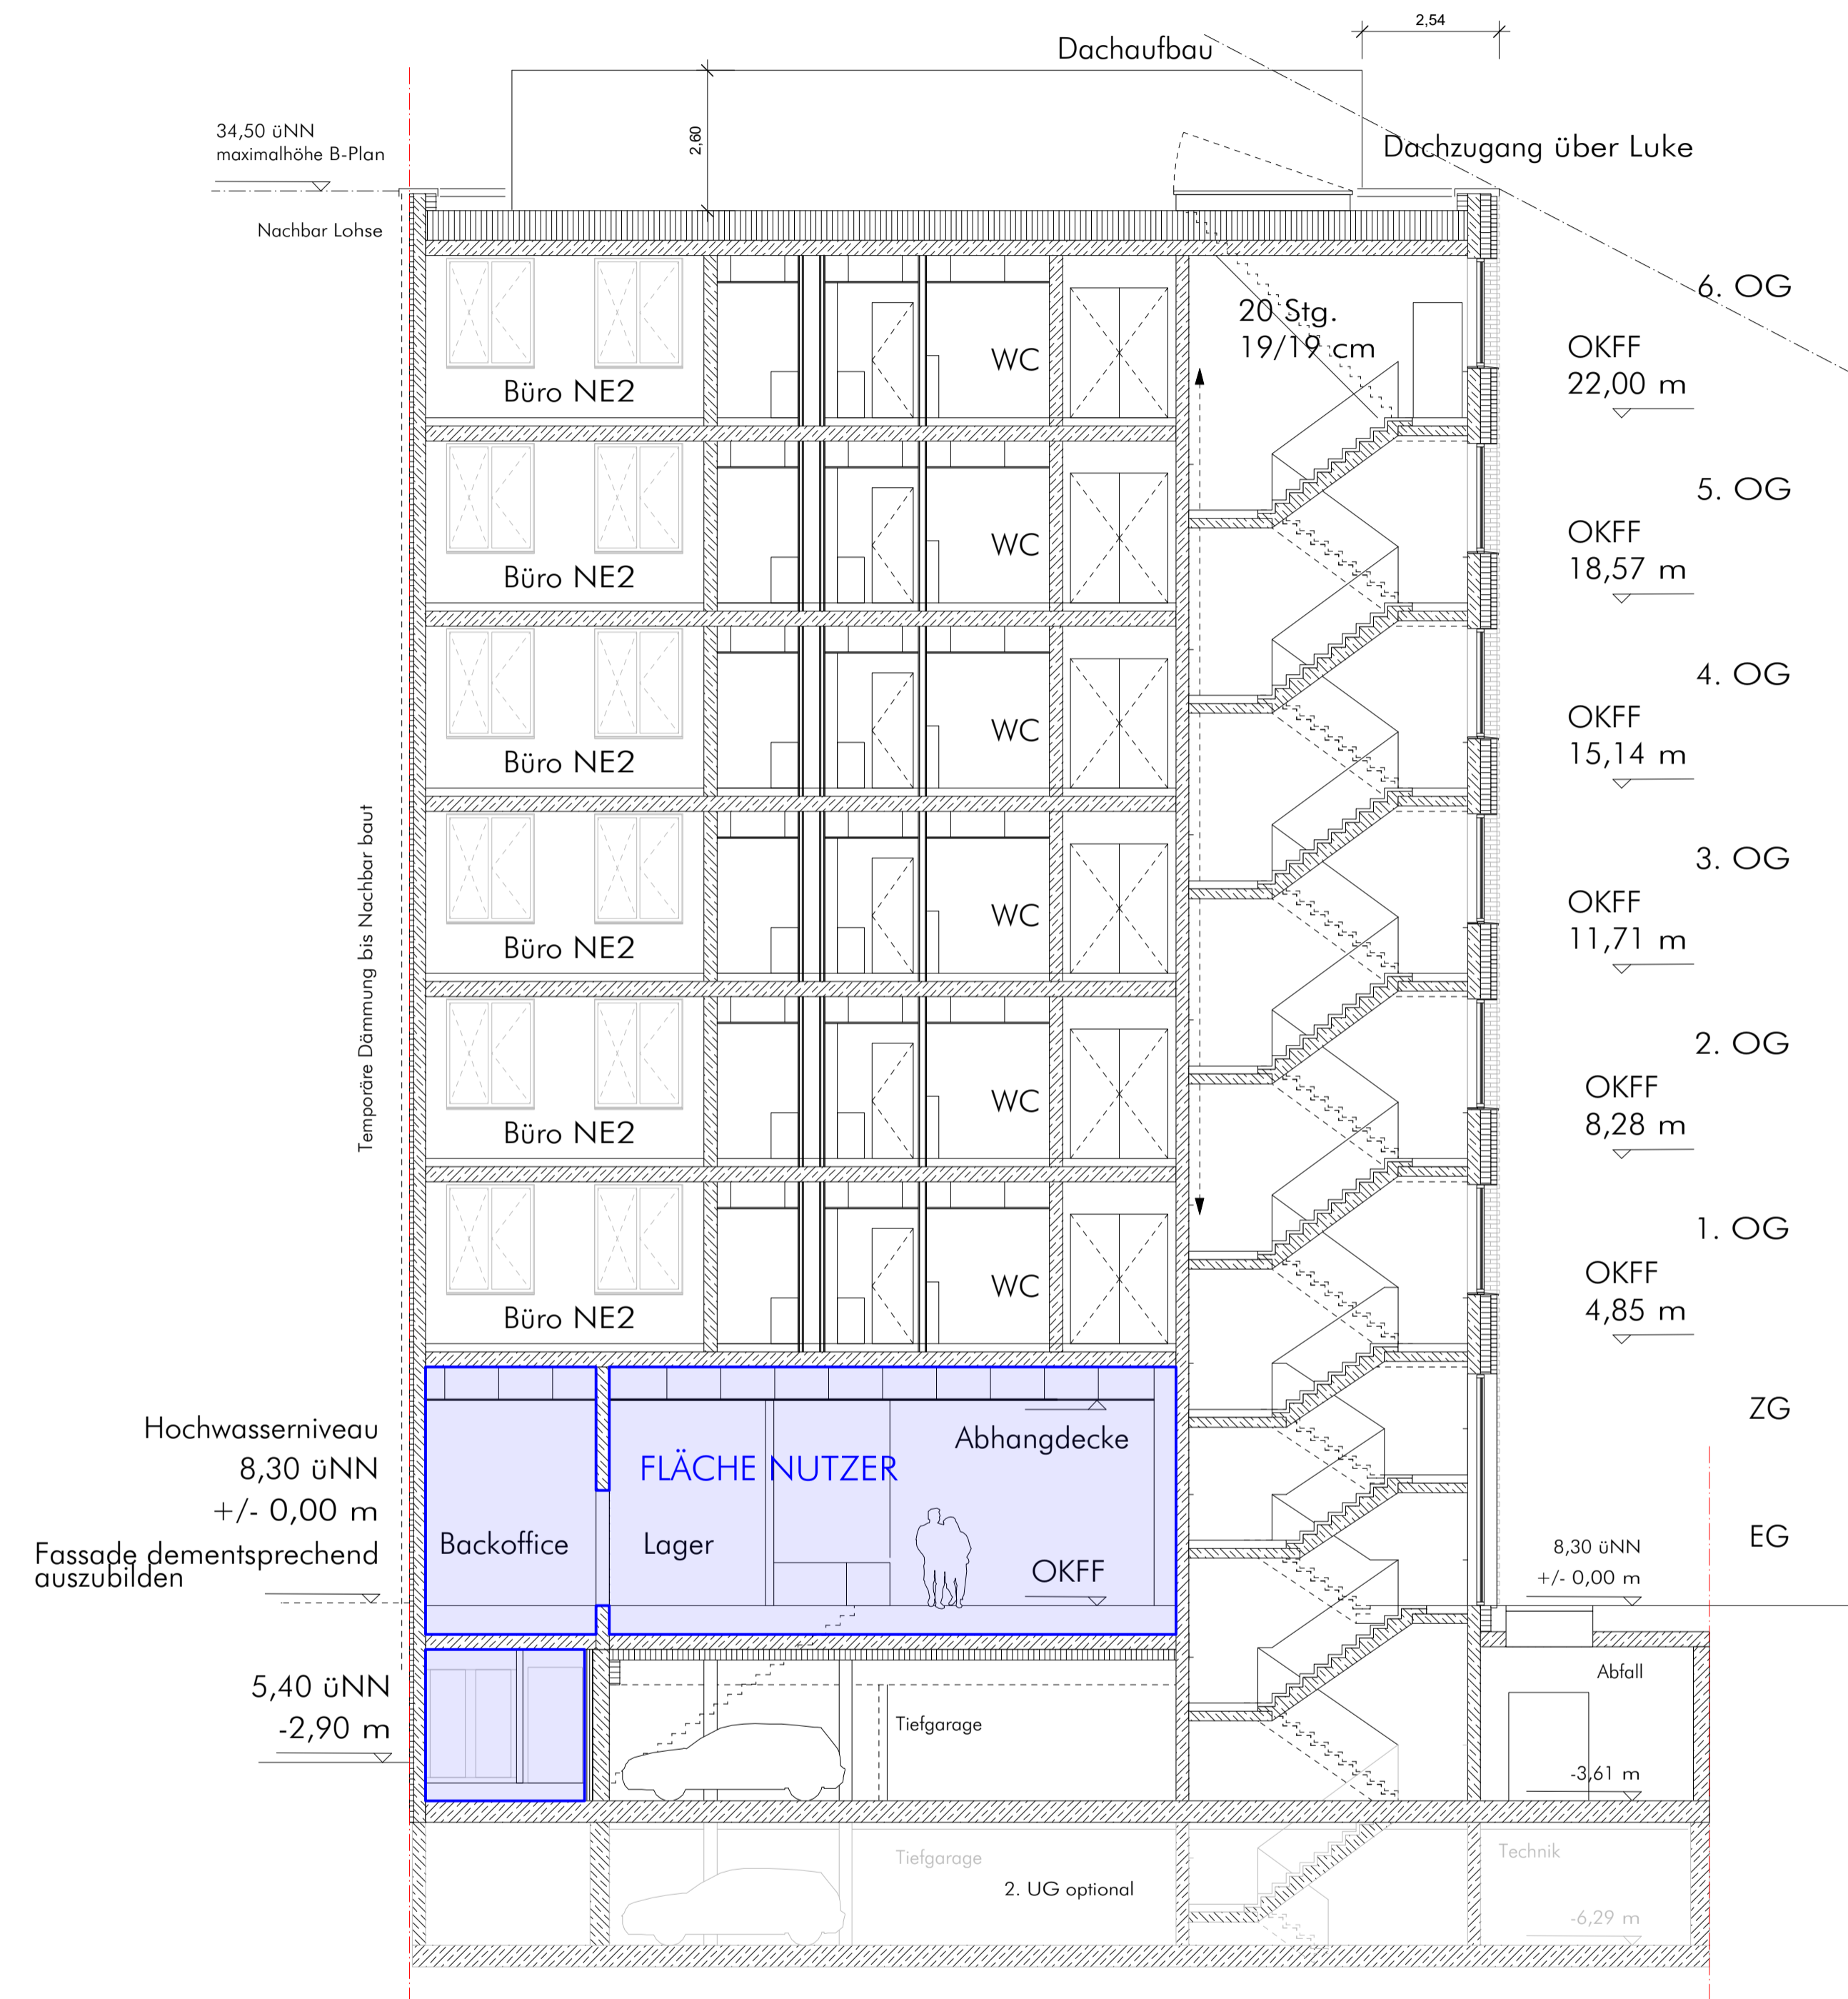 2,54
Dachaufbau
34,50 üNN
maximalhöhe B-Plan
2,60
Dachzugang über Luke
Nachbar Lohse
6. OG
20 Stg.
19/19 cm
OKFF
22,00 m
WC
Büro NE2
5. OG
OKFF
18,57 m
WC
Büro NE2
4. OG
OKFF
15,14 m
WC
Büro NE2
3. OG
OKFF
11,71 m
WC
Büro NE2
Temporäre Dämmung bis Nachbar baut
2. OG
OKFF
8,28 m
WC
Büro NE2
1. OG
OKFF
4,85 m
WC
Büro NE2
ZG
Hochwasserniveau
8,30 üNN
+/- 0,00 m
Fassade dementsprechend
auszubilden
Abhangdecke
FLÄCHE NUTZER
Backoffice
Lager
OKFF
EG
8,30 üNN
+/- 0,00 m
5,40 üNN
-2,90 m
Tiefgarage
Abfall
-3,61 m
Tiefgarage
2. UG optional
Technik
-6,29 m